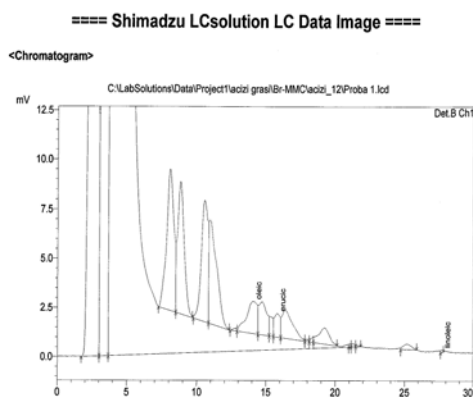 ==== Shimadzu LCsolution LC Data Image ====
<Chromatogram>
C:\LabSolutions\Data\Project1\acizi grasi\Br-MMC\acizi_12\Proba 1.lcd
mV
Det.B Ch1
12.5
10.0
7.5
5.0
2.5
0.0
oleic
erucic
linoleic
0 5 10 15 20 25 30